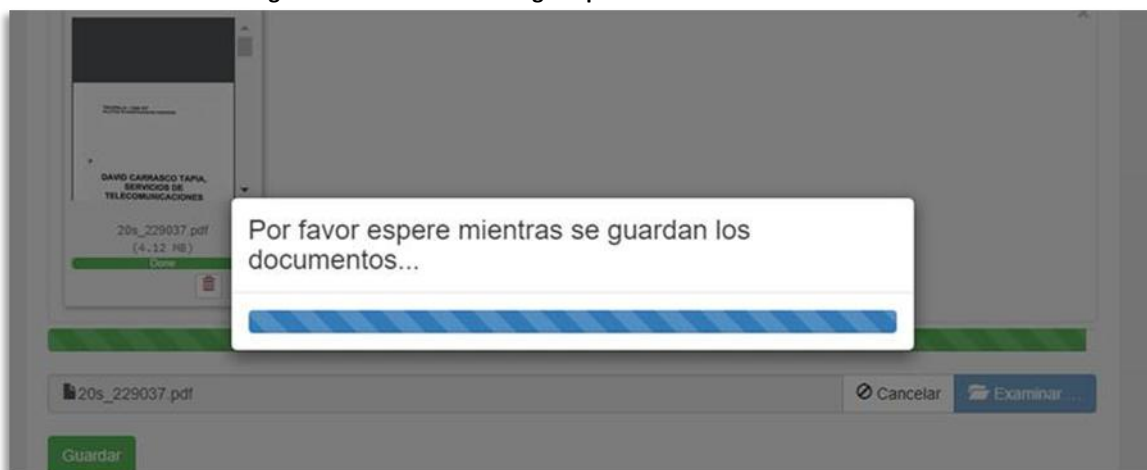 DAVID CARRASCO TAPIA,
SERVICIOS DE
TELECOMUNICACIONES
20s_229037.pdf
(4.12 MB)
Done
Por favor espere mientras se guardan los
documentos...
20s_229037.pdf
Cancelar
Examinar ...
Guardar